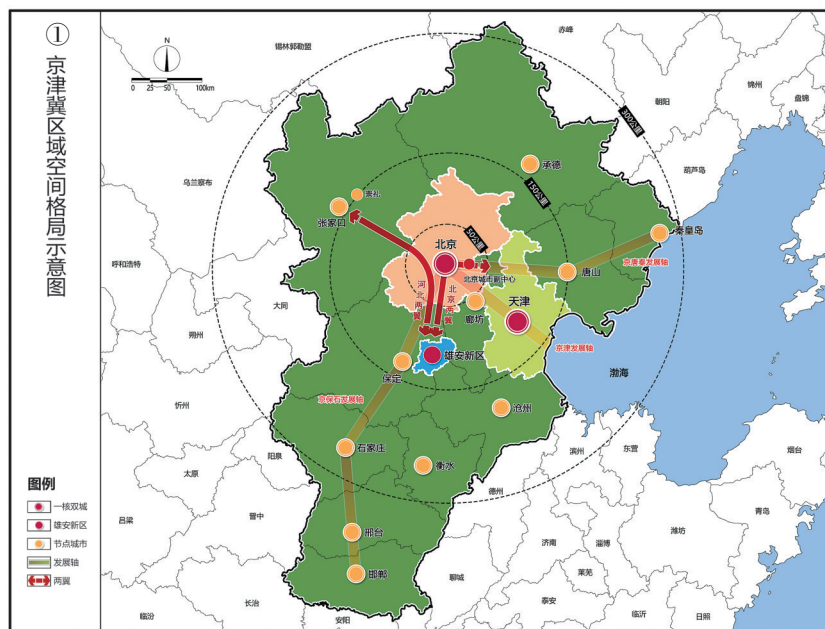 ①
京津冀区域空间格局示意图
N
0 25 50 100km
锡林郭勒盟
赤峰
朝阳
锦州
盘锦
葫芦岛
300公里
150公里
50公里
乌兰察布
呼和浩特
承德
崇礼
张家口
秦皇岛
北京
北京城市副中心
京唐秦发展轴
唐山
河北两翼
北京两翼
廊坊
天津
大同
朔州
雄安新区
京津发展轴
保定
渤海
忻州
京保石发展轴
沧州
石家庄
衡水
阳泉
太原
滨州
东营
烟台
德州
吕梁
晋中
青岛
邢台
济南
淄博
潍坊
邯郸
聊城
莱芜
泰安
临沂
日照
临汾
长治
安阳
图例
一核双城
雄安新区
节点城市
发展轴
两翼